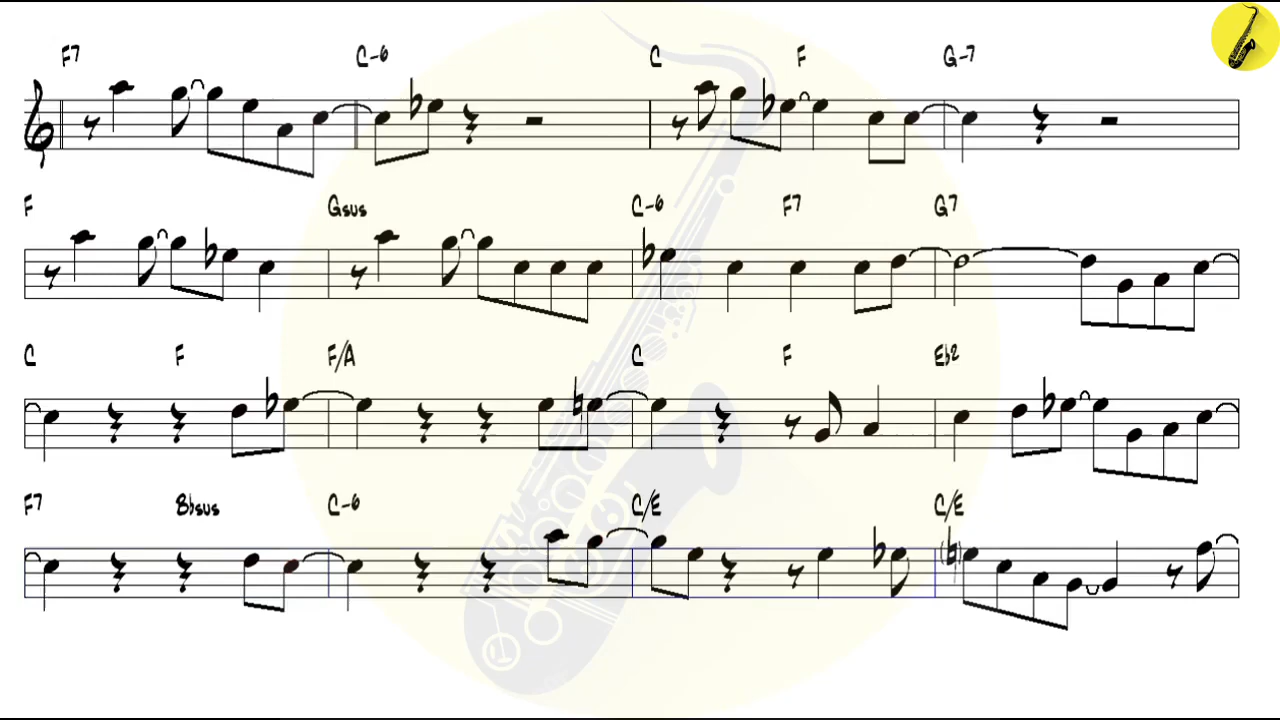 F7 C-6 C F G-7
F Gsus C-6 F7 G7
C F F/A C F Eb2
F7 Bbsus C-6 C/E C/E